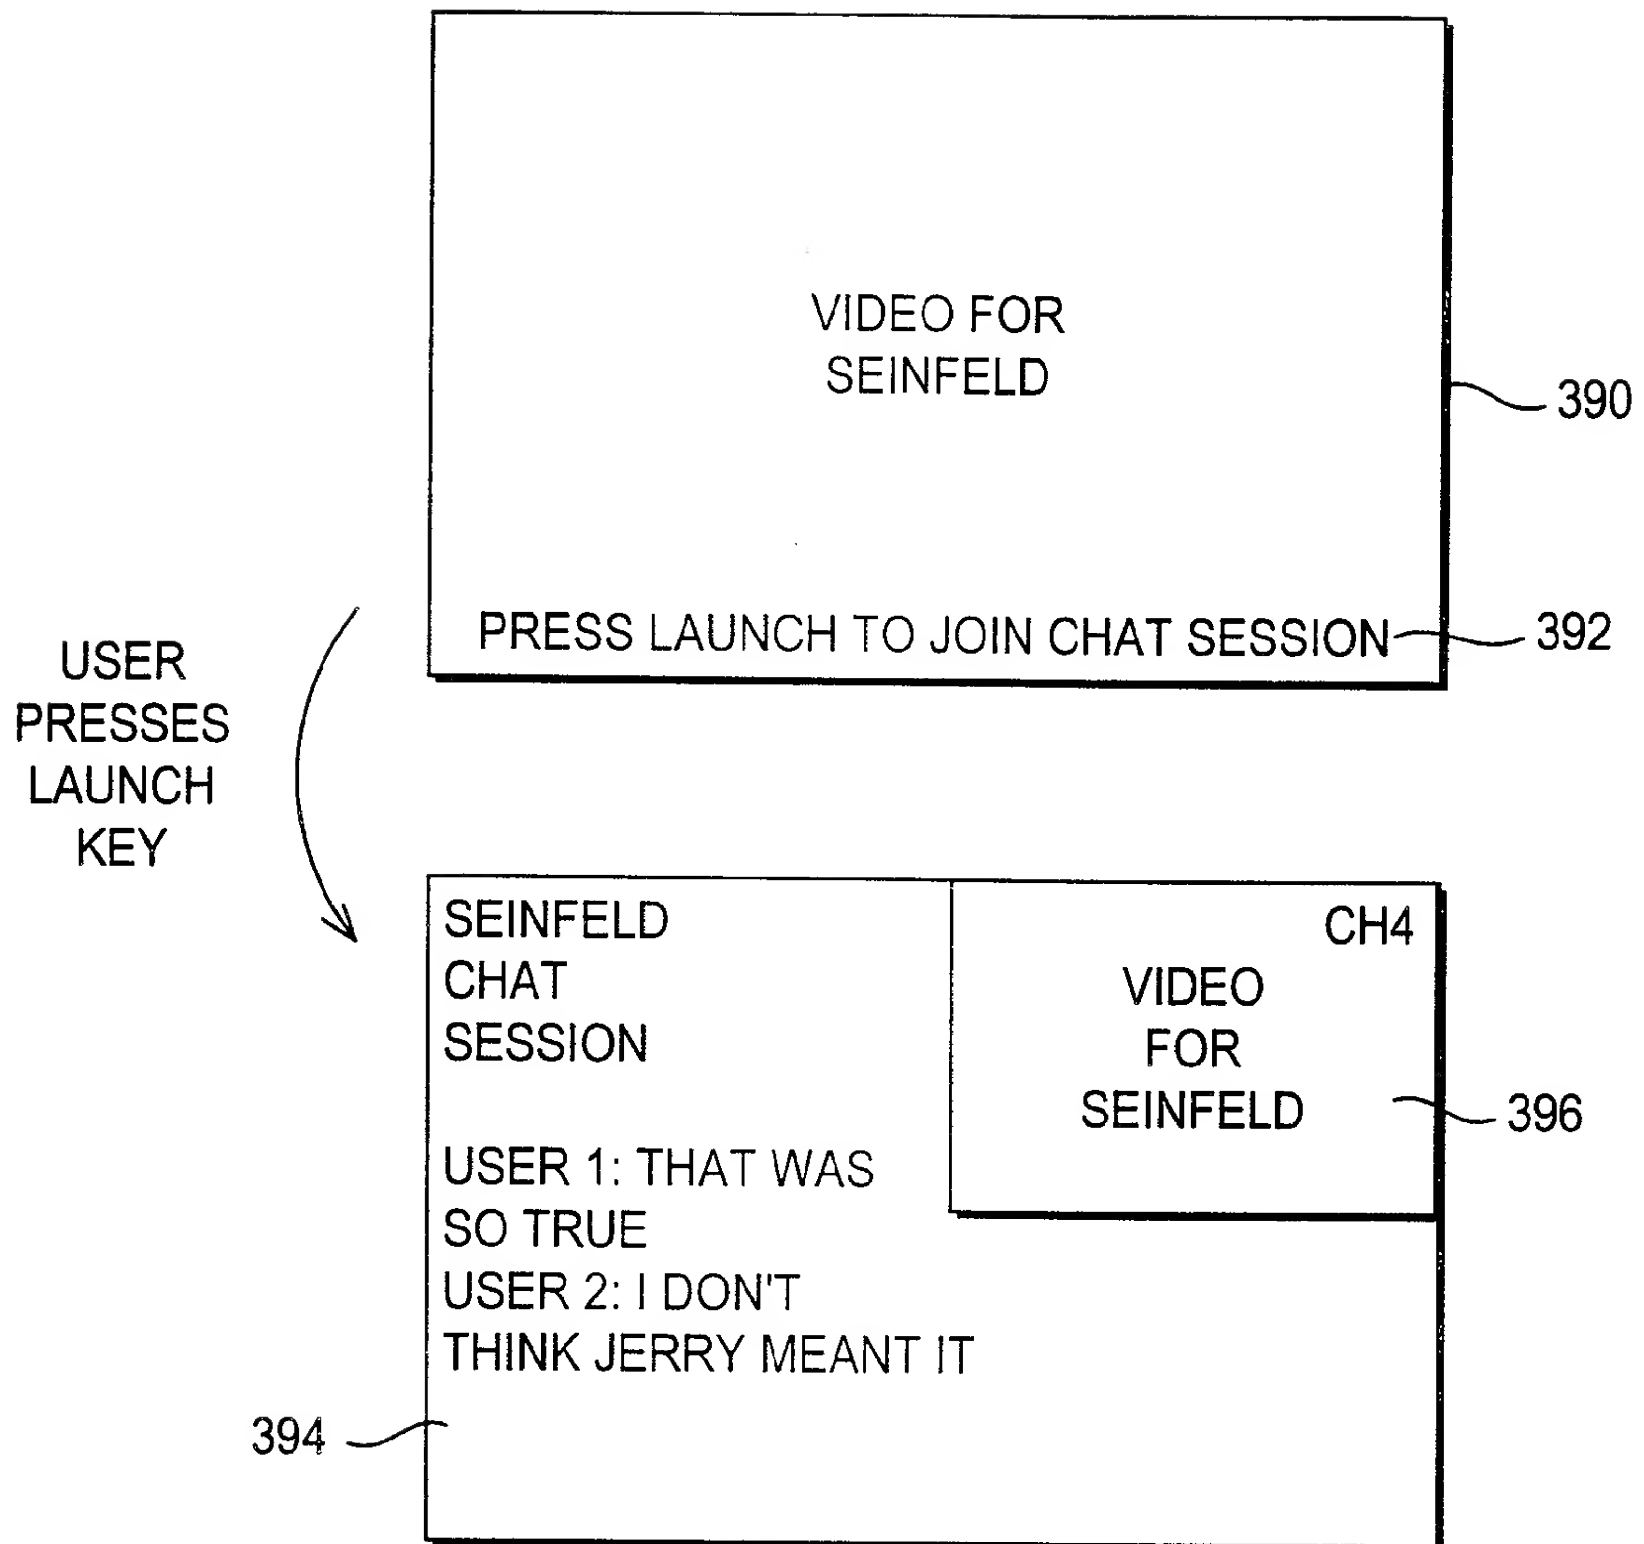 VIDEO FOR
SEINFELD
390
PRESS LAUNCH TO JOIN CHAT SESSION
392
USER
PRESSES
LAUNCH
KEY
SEINFELD
CHAT
SESSION
CH4
VIDEO
FOR
SEINFELD
396
USER 1: THAT WAS
SO TRUE
USER 2: I DON'T
THINK JERRY MEANT IT
394